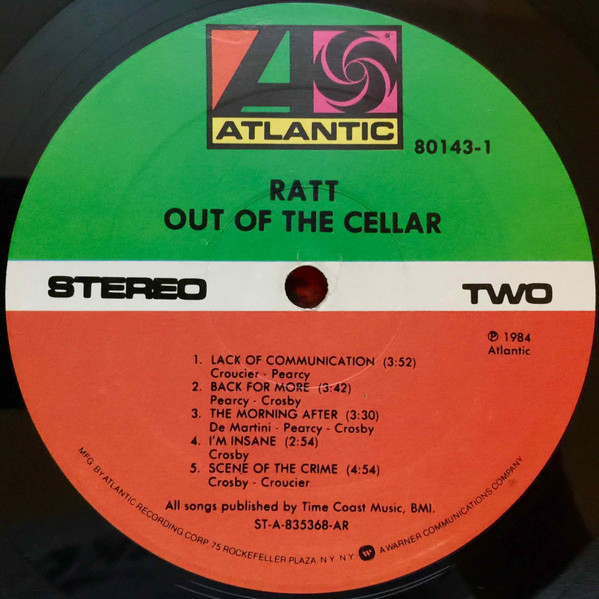 ATLANTIC
80143-1
RATT
OUT OF THE CELLAR
STEREO
TWO
℗ 1984
Atlantic
1. LACK OF COMMUNICATION (3:52)
Croucier - Pearcy
2. BACK FOR MORE (3:42)
Pearcy - Crosby
3. THE MORNING AFTER (3:30)
De Martini - Pearcy - Crosby
4. I'M INSANE (2:54)
Crosby
5. SCENE OF THE CRIME (4:54)
Crosby - Croucier
All songs published by Time Coast Music, BMI.
ST-A-835368-AR
MFG. BY ATLANTIC RECORDING CORP. 75 ROCKEFELLER PLAZA, N.Y. N.Y. A WARNER COMMUNICATIONS COMPANY